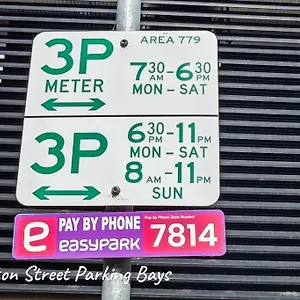 AREA 779
3P
METER
7 30 AM – 6 30 PM
MON – SAT
3P
6 30 – 11 PM
MON – SAT
8 AM – 11 PM
SUN
e PAY BY PHONE
easypark
Pay by Phone Zone Number
7814
ton Street Parking Bays